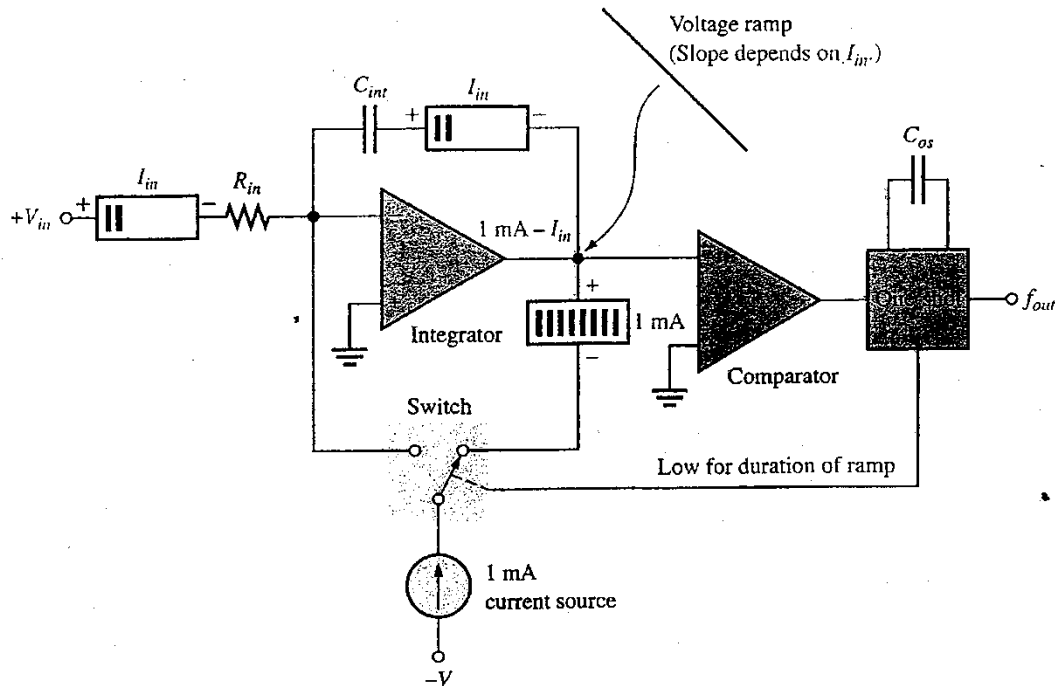 Voltage ramp
(Slope depends on I_in.)
C_int
I_in
+ −
C_os
I_in
R_in
+V_in
+ −
1 mA – I_in
Integrator
+
1 mA
−
Comparator
f_out
Switch
Low for duration of ramp
1 mA
current source
–V